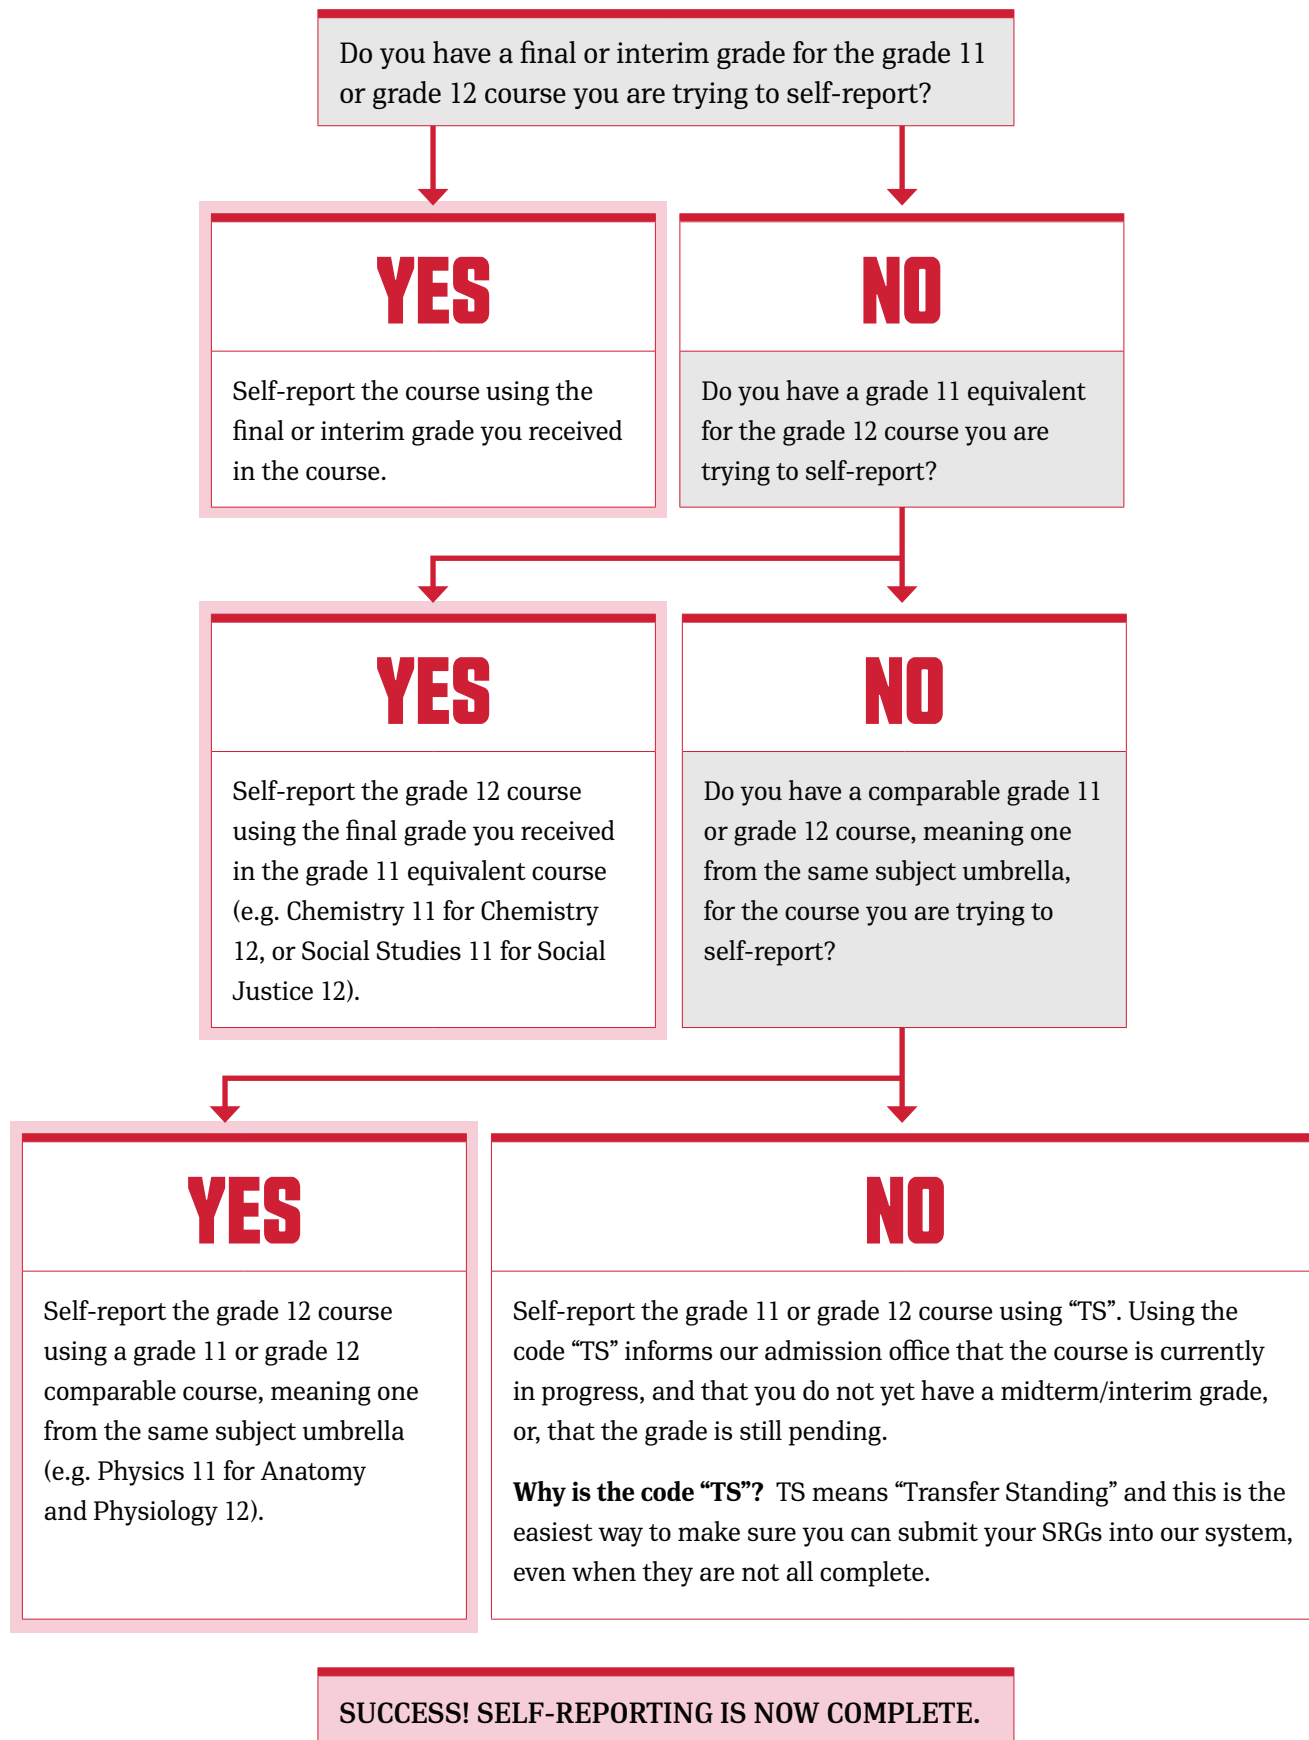 Do you have a final or interim grade for the grade 11
or grade 12 course you are trying to self-report?
YES
Self-report the course using the
final or interim grade you received
in the course.
NO
Do you have a grade 11 equivalent
for the grade 12 course you are
trying to self-report?
YES
Self-report the grade 12 course
using the final grade you received
in the grade 11 equivalent course
(e.g. Chemistry 11 for Chemistry
12, or Social Studies 11 for Social
Justice 12).
NO
Do you have a comparable grade 11
or grade 12 course, meaning one
from the same subject umbrella,
for the course you are trying to
self-report?
YES
Self-report the grade 12 course
using a grade 11 or grade 12
comparable course, meaning one
from the same subject umbrella
(e.g. Physics 11 for Anatomy
and Physiology 12).
NO
Self-report the grade 11 or grade 12 course using “TS”. Using the
code “TS” informs our admission office that the course is currently
in progress, and that you do not yet have a midterm/interim grade,
or, that the grade is still pending.
Why is the code “TS”? TS means “Transfer Standing” and this is the
easiest way to make sure you can submit your SRGs into our system,
even when they are not all complete.
SUCCESS! SELF-REPORTING IS NOW COMPLETE.